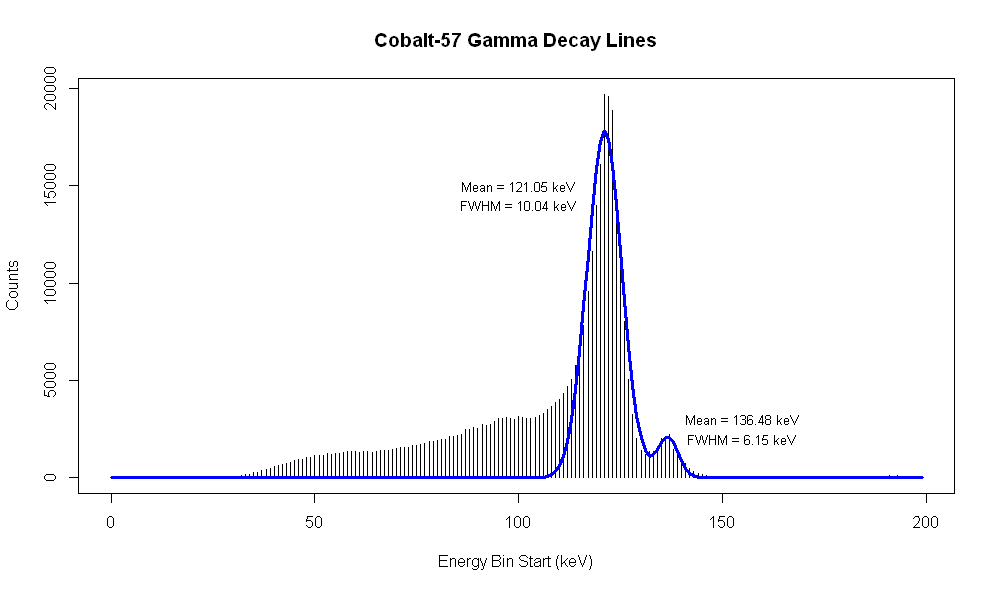 Cobalt-57 Gamma Decay Lines
Counts
20000
15000
10000
5000
0
Mean = 121.05 keV
FWHM = 10.04 keV
Mean = 136.48 keV
FWHM = 6.15 keV
0 50 100 150 200
Energy Bin Start (keV)